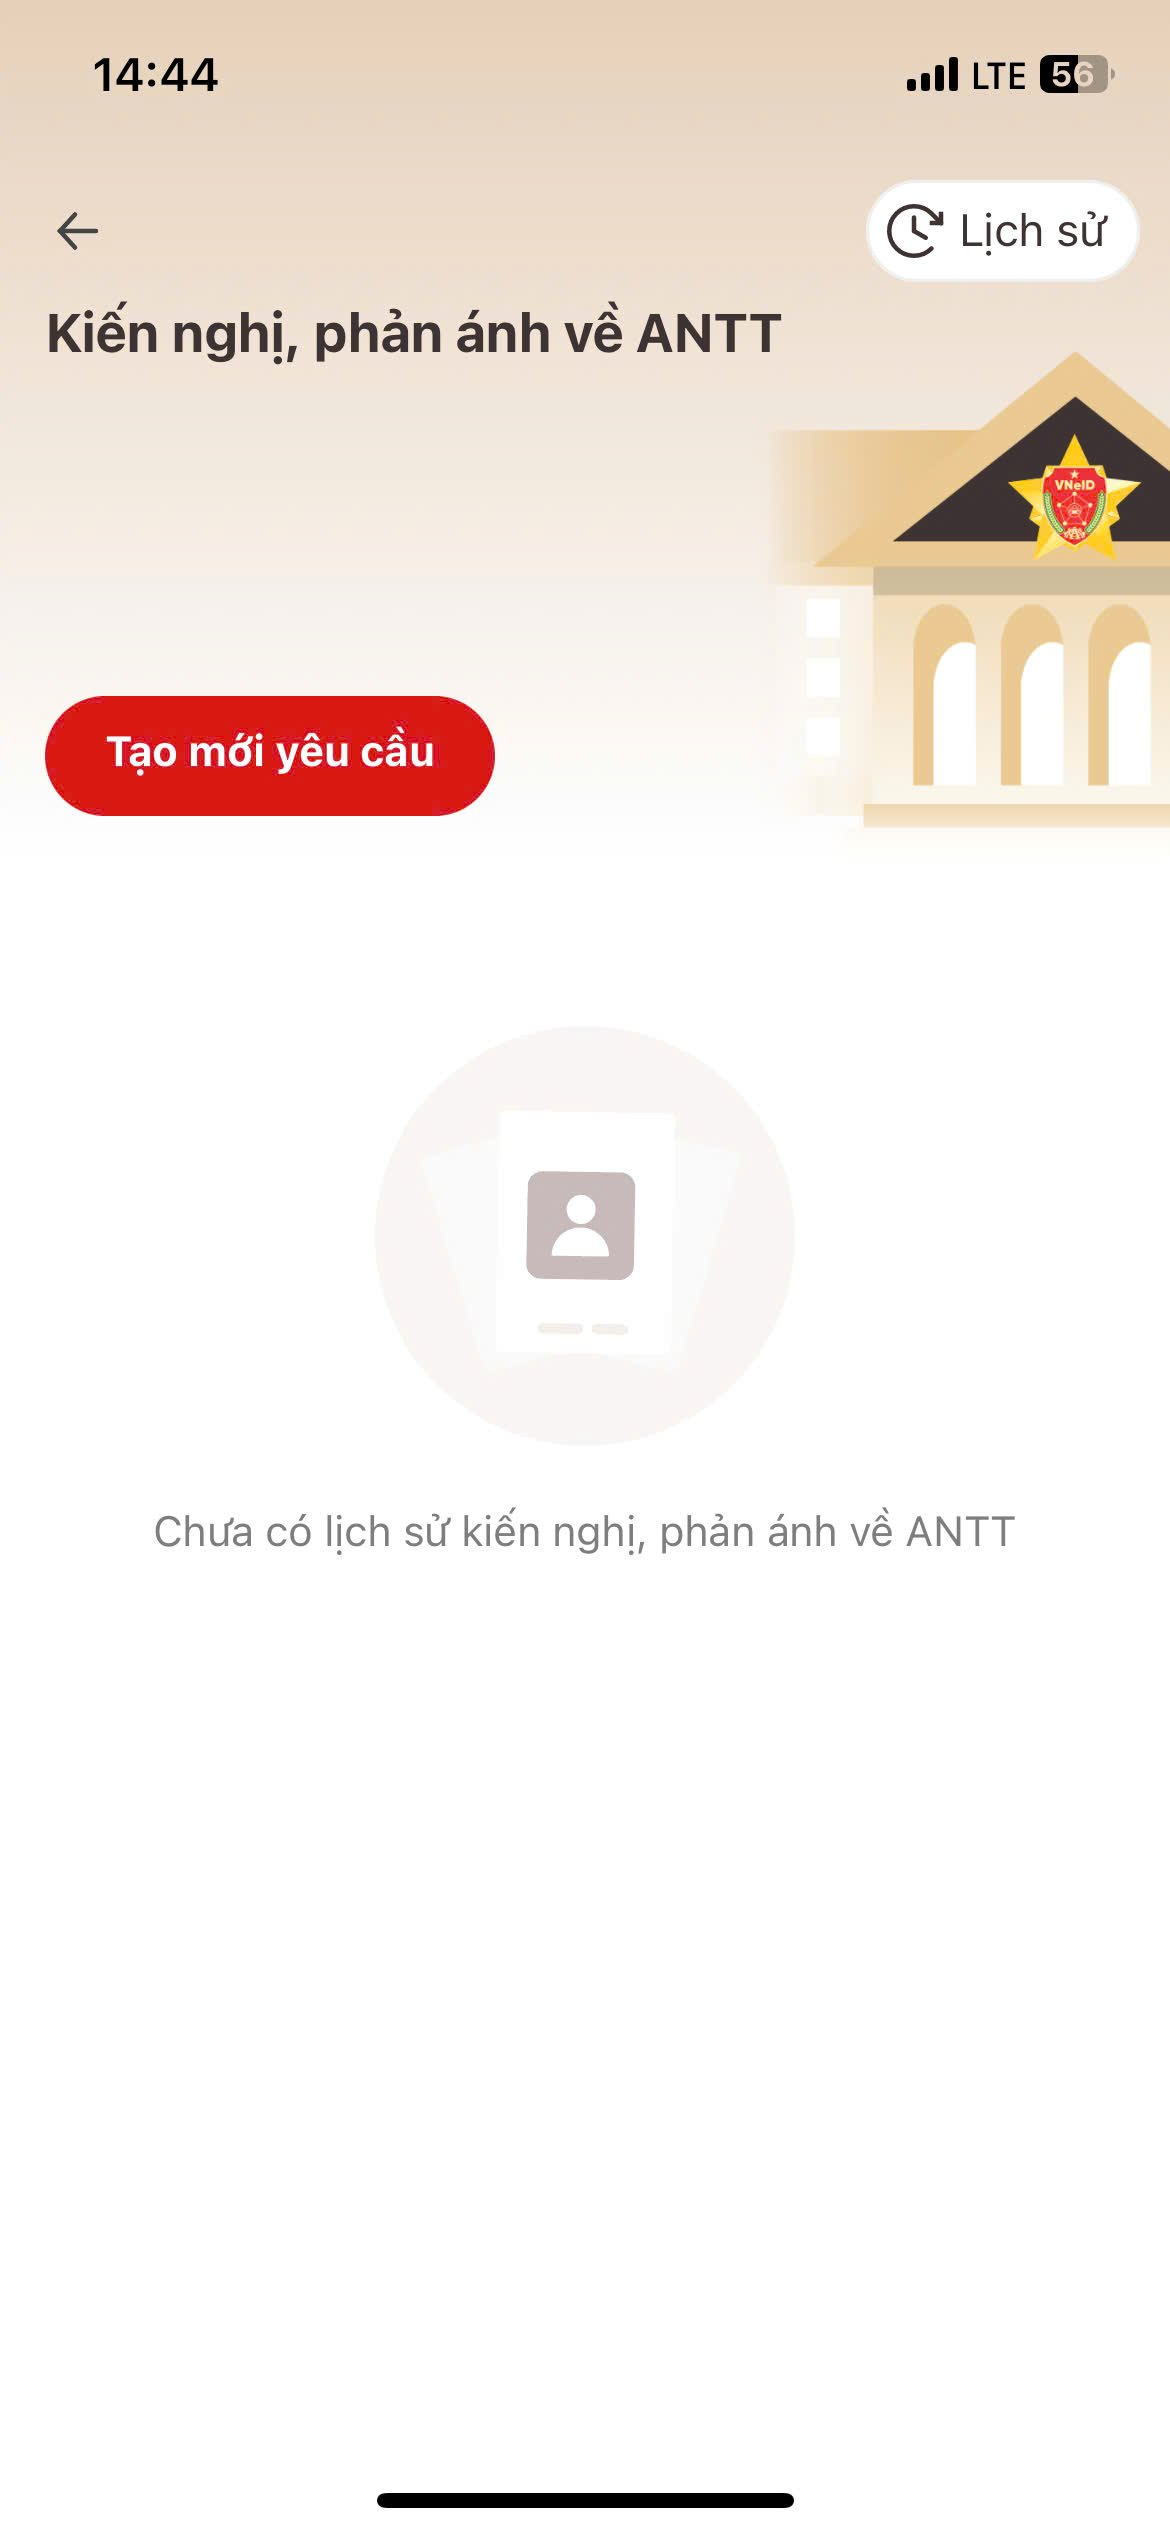 14:44
LTE 56
Lịch sử
Kiến nghị, phản ánh về ANTT
VNeID
Tạo mới yêu cầu
Chưa có lịch sử kiến nghị, phản ánh về ANTT